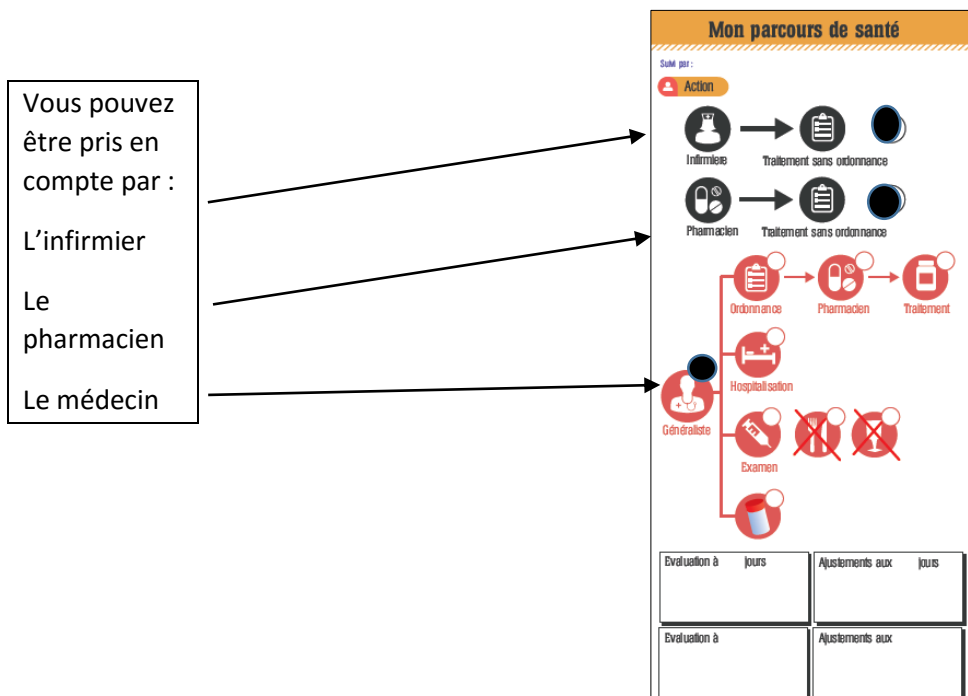 Vous pouvez
être pris en
compte par :
L’infirmier
Le
pharmacien
Le médecin
Mon parcours de santé
Suivi par :
Action
Infirmiere
Traitement sans ordonnance
Pharmacien
Traitement sans ordonnance
Ordonnance
Pharmacien
Traitement
Hospitalisation
Généraliste
Examen
Evaluation à jours
Ajustements aux jours
Evaluation à
Ajustements aux